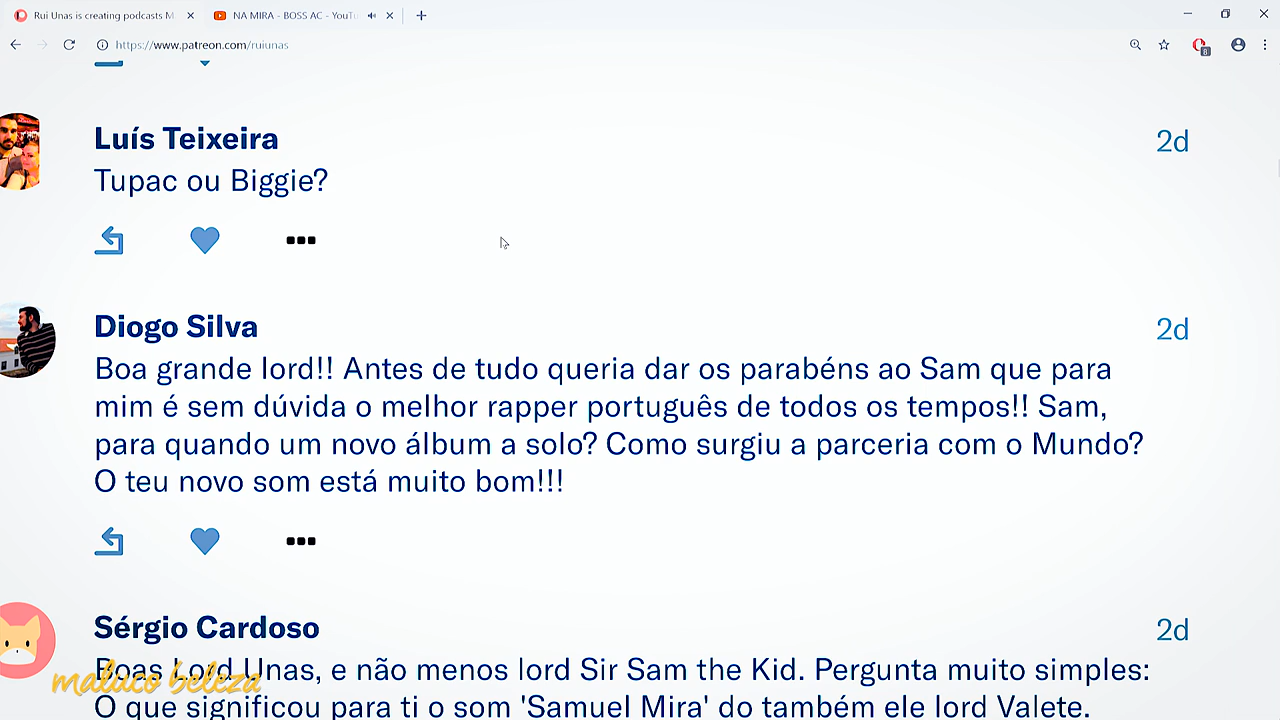 Rui Unas is creating podcasts M
NA MIRA - BOSS AC - YouTu
https://www.patreon.com/ruiunas
8
Luís Teixeira
2d
Tupac ou Biggie?
Diogo Silva
2d
Boa grande lord!! Antes de tudo queria dar os parabéns ao Sam que para
mim é sem dúvida o melhor rapper português de todos os tempos!! Sam,
para quando um novo álbum a solo? Como surgiu a parceria com o Mundo?
O teu novo som está muito bom!!!
Sérgio Cardoso
2d
Boas Lord Unas, e não menos lord Sir Sam the Kid. Pergunta muito simples:
maluco beleza
O que significou para ti o som 'Samuel Mira' do também ele lord Valete.